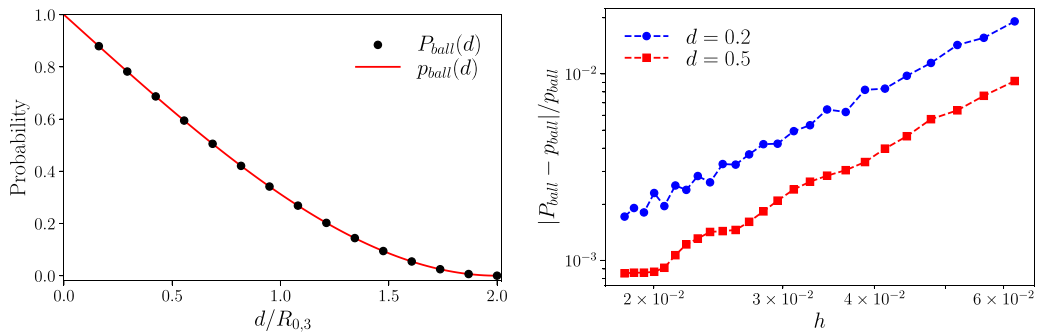 1.0
0.8
0.6
0.4
0.2
0.0
Probability
0.0 0.5 1.0 1.5 2.0
d/R_{0,3}
P_{ball}(d)
p_{ball}(d)
10^{-2}
10^{-3}
|P_{ball} − p_{ball}|/p_{ball}
d = 0.2
d = 0.5
2 × 10^{-2} 3 × 10^{-2} 4 × 10^{-2} 6 × 10^{-2}
h